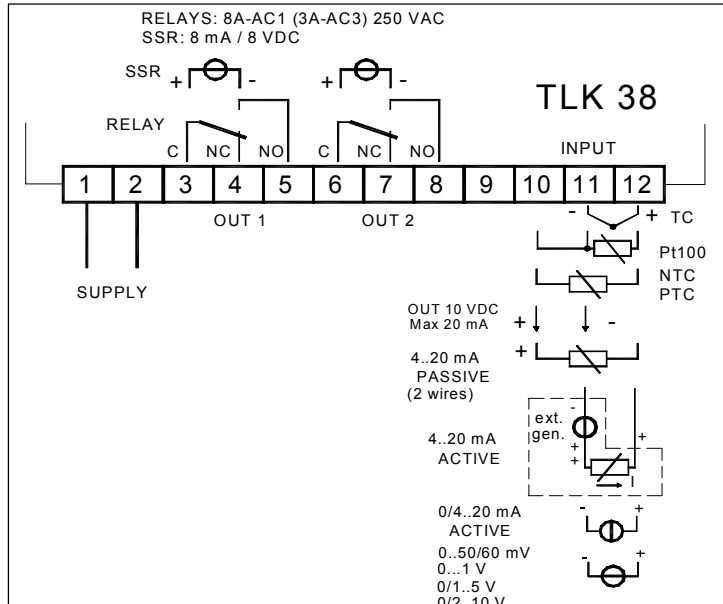 RELAYS: 8A-AC1 (3A-AC3) 250 VAC
SSR: 8 mA / 8 VDC
SSR + - + -
TLK 38
RELAY
C NC NO C NC NO INPUT
1 2 3 4 5 6 7 8 9 10 11 12
OUT 1 OUT 2
- + TC
Pt100
SUPPLY
NTC
PTC
OUT 10 VDC
Max 20 mA + -
+
4..20 mA
PASSIVE
(2 wires)
-
ext.
gen.
+
+
4..20 mA
ACTIVE
+
I
0/4..20 mA
ACTIVE
- +
0..50/60 mV
0...1 V
0/1..5 V
0/2..10 V
- +